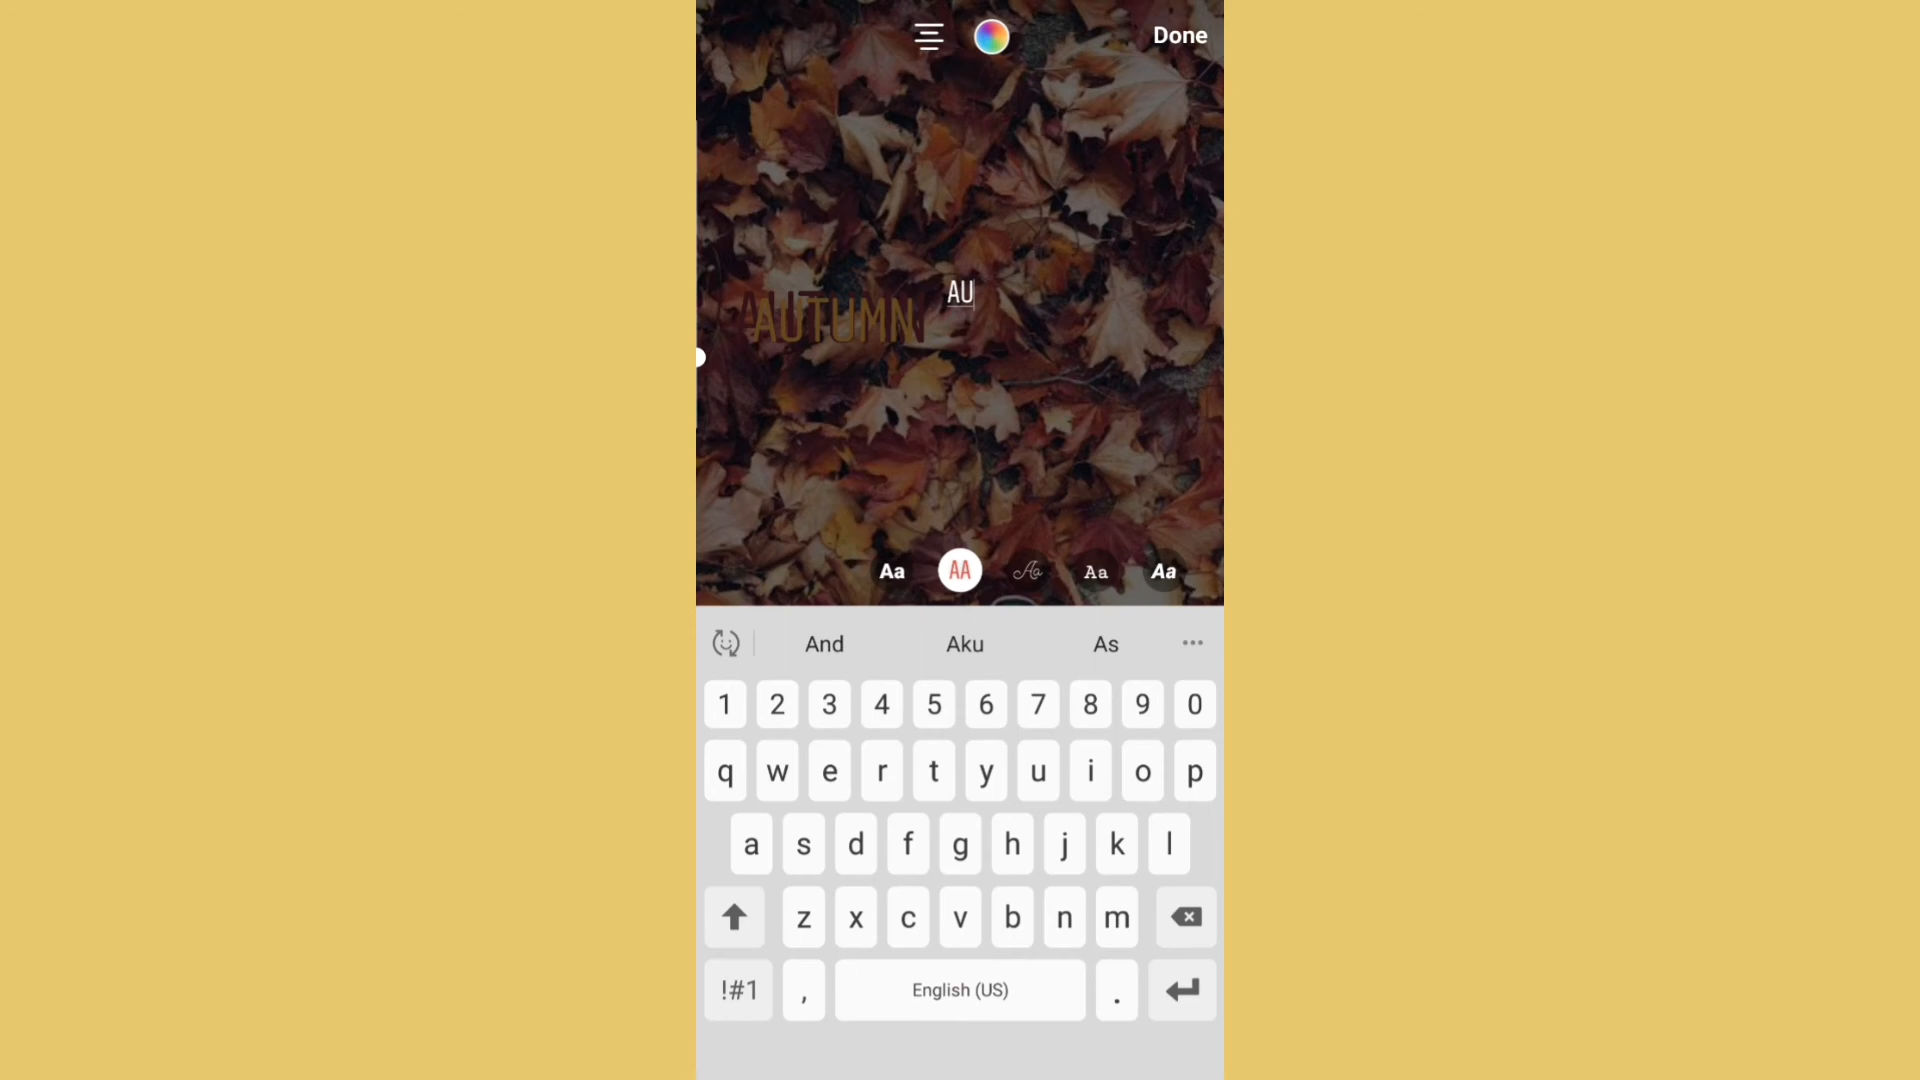 Done
AU
AUTUMN
AUTUMN
Aa AA Aa Aa Aa
And Aku As
1 2 3 4 5 6 7 8 9 0
q w e r t y u i o p
a s d f g h j k l
z x c v b n m
!#1 , English (US) .